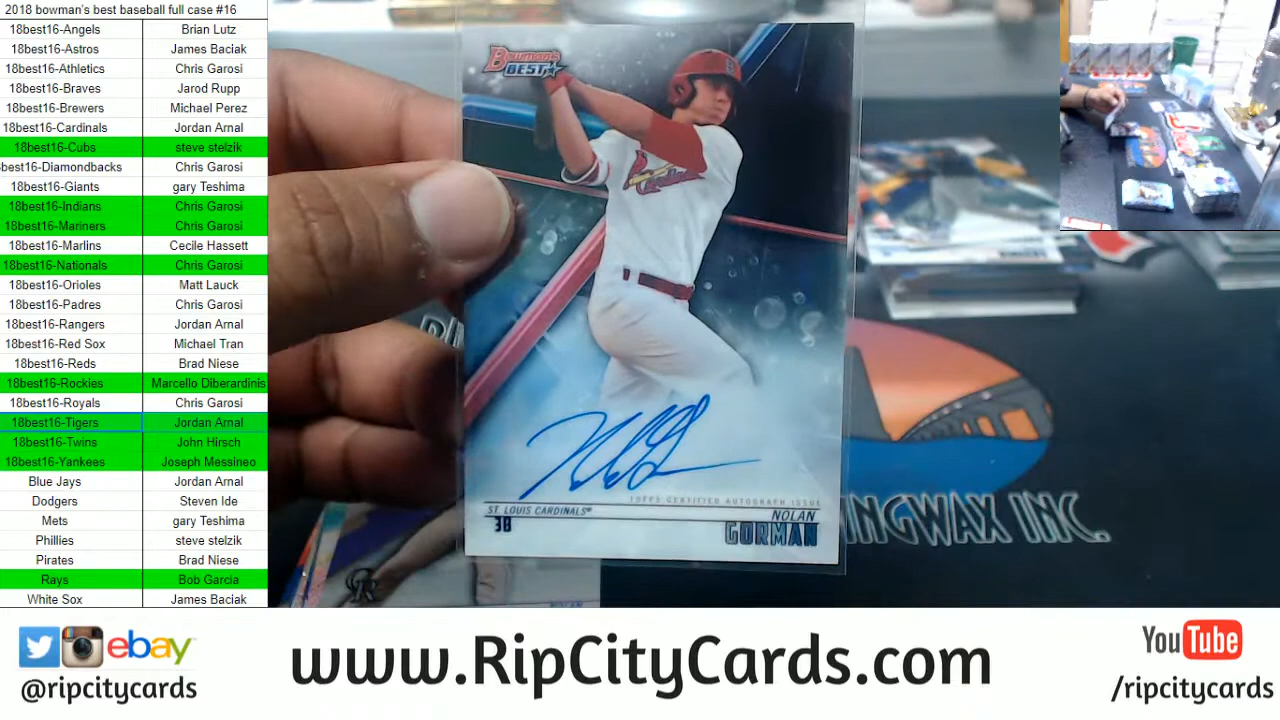 2018 bowman's best baseball full case #16
18best16-Angels Brian Lutz
18best16-Astros James Baciak
18best16-Athletics Chris Garosi
18best16-Braves Jarod Rupp
18best16-Brewers Michael Perez
18best16-Cardinals Jordan Arnal
18best16-Cubs steve stelzik
best16-Diamondbacks Chris Garosi
18best16-Giants gary Teshima
18best16-Indians Chris Garosi
18best16-Mariners Chris Garosi
18best16-Marlins Cecile Hassett
18best16-Nationals Chris Garosi
18best16-Orioles Matt Lauck
18best16-Padres Chris Garosi
18best16-Rangers Jordan Arnal
18best16-Red Sox Michael Tran
18best16-Reds Brad Niese
18best16-Rockies Marcello Diberardinis
18best16-Royals Chris Garosi
18best16-Tigers Jordan Arnal
18best16-Twins John Hirsch
18best16-Yankees Joseph Messineo
Blue Jays Jordan Arnal
Dodgers Steven Ide
Mets gary Teshima
Phillies steve stelzik
Pirates Brad Niese
Rays Bob Garcia
White Sox James Baciak
BOWMAN'S
BEST
TOPPS CERTIFIED AUTOGRAPH ISSUE
ST. LOUIS CARDINALS®
3B
NOLAN
GORMAN
INGWAX INC.
ebay
@ripcitycards
www.RipCityCards.com
YouTube
/ripcitycards